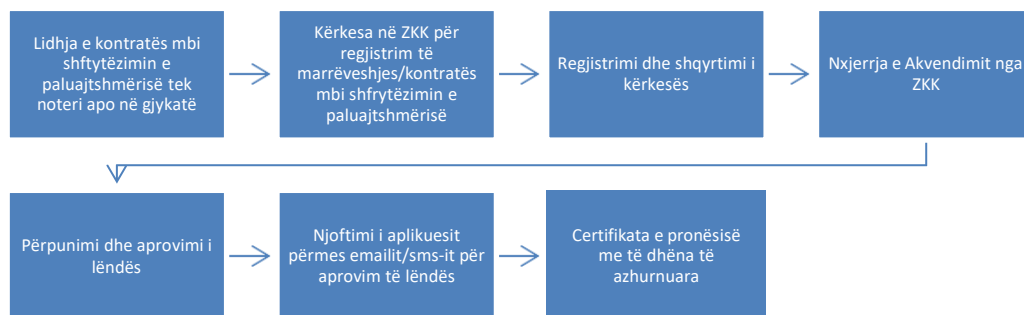 Lidhja e kontratës mbi
shftytëzimin e
paluajtshmërisë tek
noteri apo në gjykatë
Kërkesa në ZKK për
regjistrim të
marrëveshjes/kontratës
mbi shfrytëzimin e
paluajtshmërisë
Regjistrimi dhe shqyrtimi i
kërkesës
Nxjerrja e Akvendimit nga
ZKK
Përpunimi dhe aprovimi i
lëndës
Njoftimi i aplikuesit
përmes emailit/sms-it për
aprovim të lëndës
Certifikata e pronësisë
me të dhëna të
azhurnuara